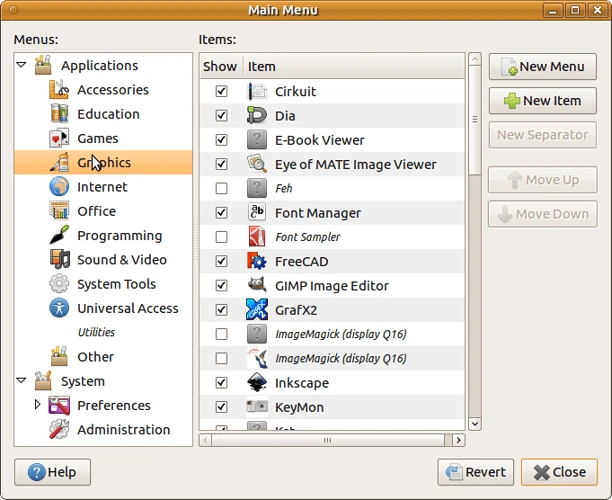 Main Menu
Menus:
Applications
Accessories
Education
Games
Graphics
Internet
Office
Programming
Sound & Video
System Tools
Universal Access
Utilities
Other
System
Preferences
Administration
Items:
Show Item
Cirkuit
Dia
E-Book Viewer
Eye of MATE Image Viewer
Feh
Font Manager
Font Sampler
FreeCAD
GIMP Image Editor
GrafX2
ImageMagick (display Q16)
ImageMagick (display Q16)
Inkscape
KeyMon
New Menu
New Item
New Separator
Move Up
Move Down
Help
Revert
Close